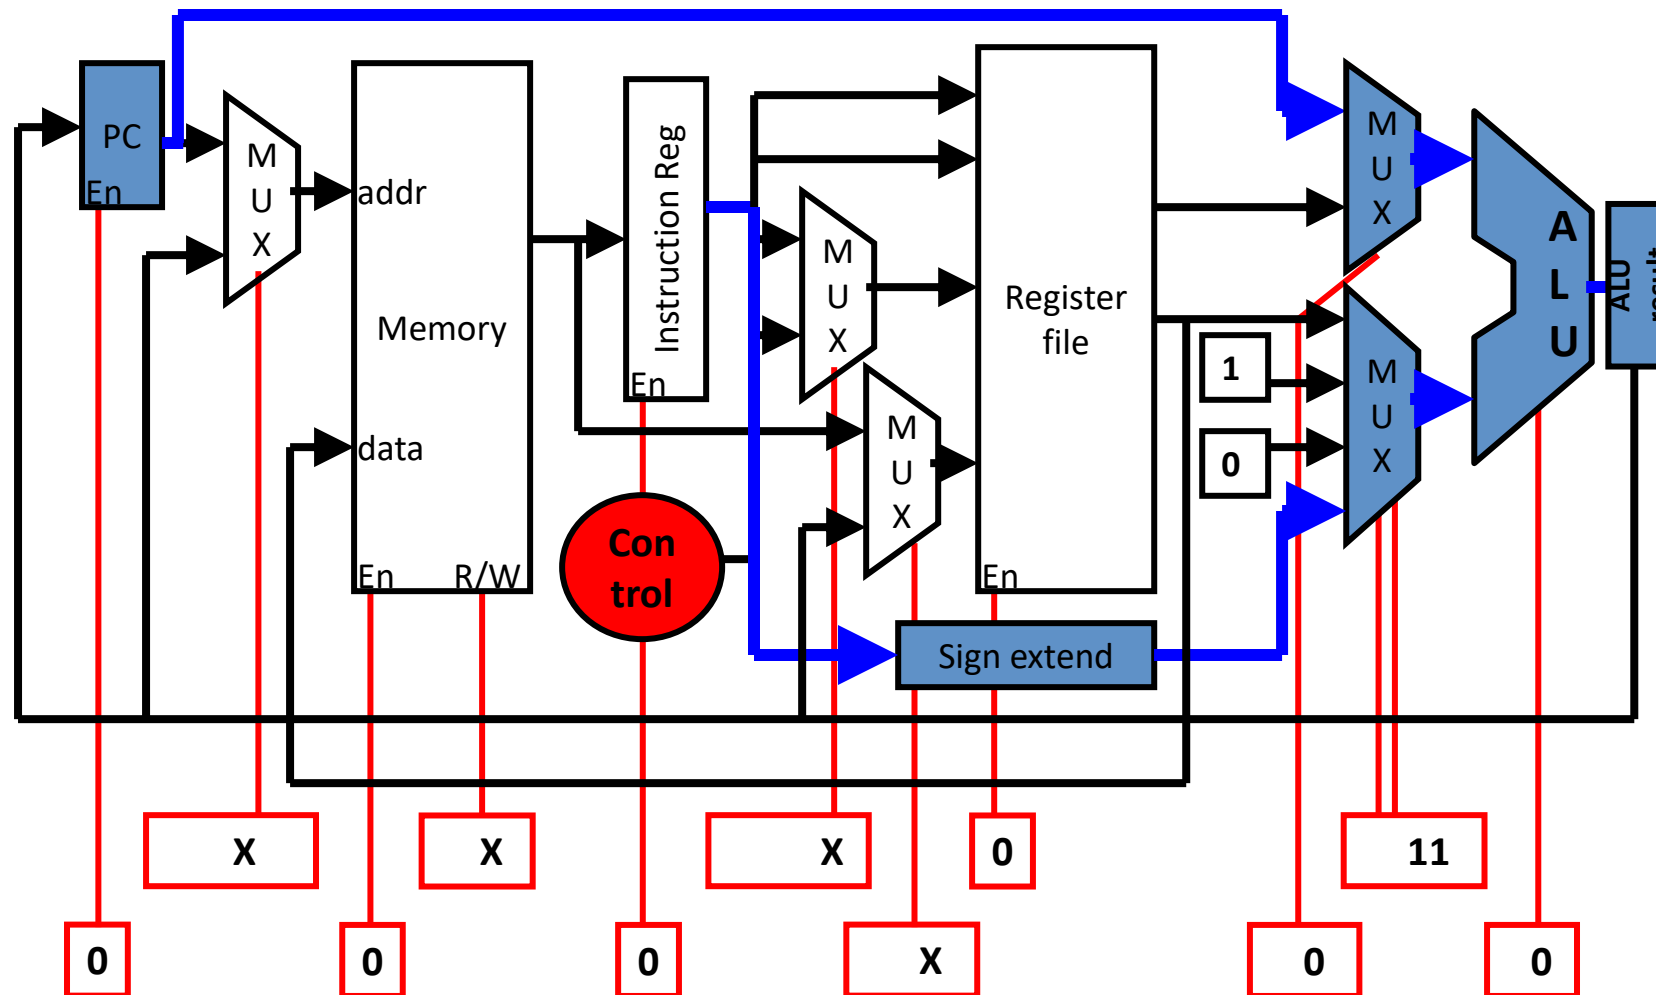 PC
En
M
U
X
addr
data
Memory
En
R/W
Instruction Reg
En
Con
trol
M
U
X
M
U
X
Register
file
En
Sign extend
1
0
M
U
X
M
U
X
A
L
U
ALU
result
X
X
X
0
11
0
0
0
X
0
0